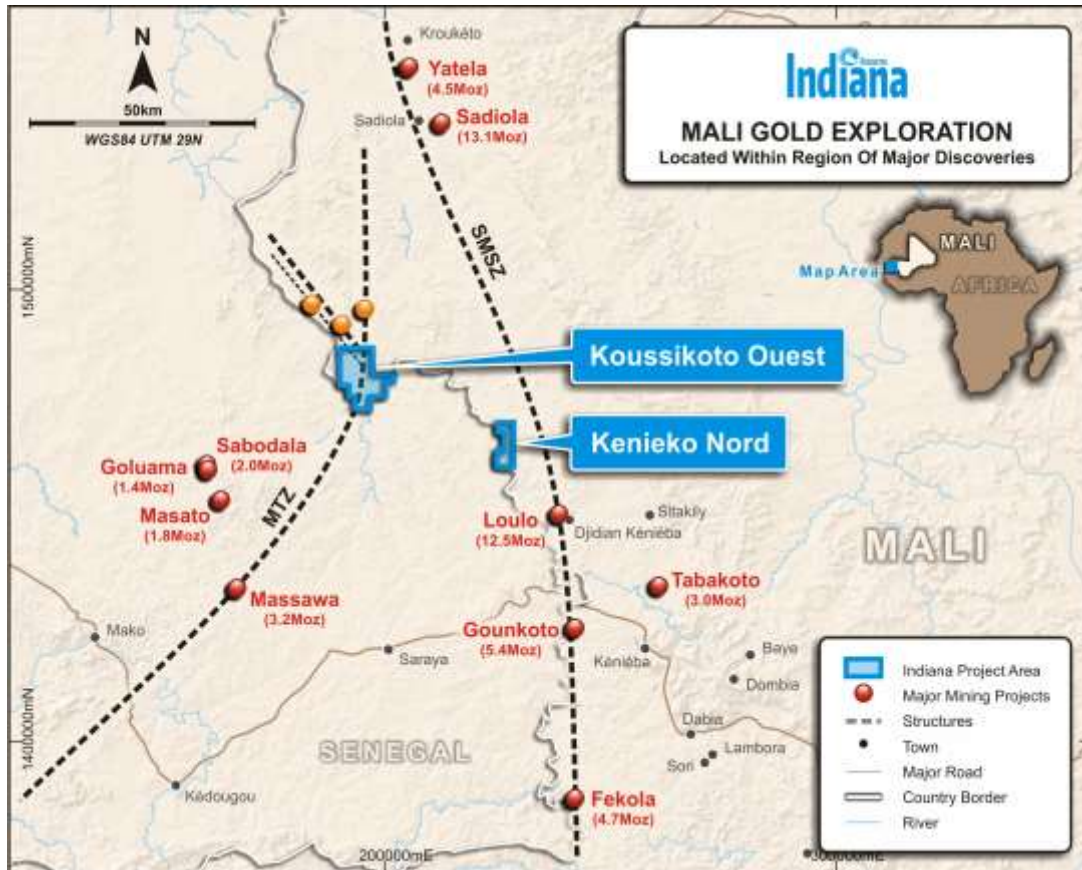 N
50km
WGS84 UTM 29N
Indiana
Resources
MALI GOLD EXPLORATION
Located Within Region Of Major Discoveries
Kroukéto
Yatela
(4.5Moz)
Sadiola
Sadiola
(13.1Moz)
MALI
Map Area
AFRICA
1500000mN
SMSZ
Koussikoto Ouest
Kenieko Nord
Sabodala
(2.0Moz)
Goluama
(1.4Moz)
Masato
(1.8Moz)
MTZ
Loulo
(12.5Moz)
Djidian Kéniéba
Sitakily
MALI
Massawa
(3.2Moz)
Tabakoto
(3.0Moz)
Mako
Saraya
Gounkoto
(5.4Moz)
Kéniéba
Baye
Dombia
1400000mN
SENEGAL
Dabia
Lambora
Sori
Kédougou
Fekola
(4.7Moz)
Indiana Project Area
Major Mining Projects
Structures
Town
Major Road
Country Border
River
200000mE
300000mE